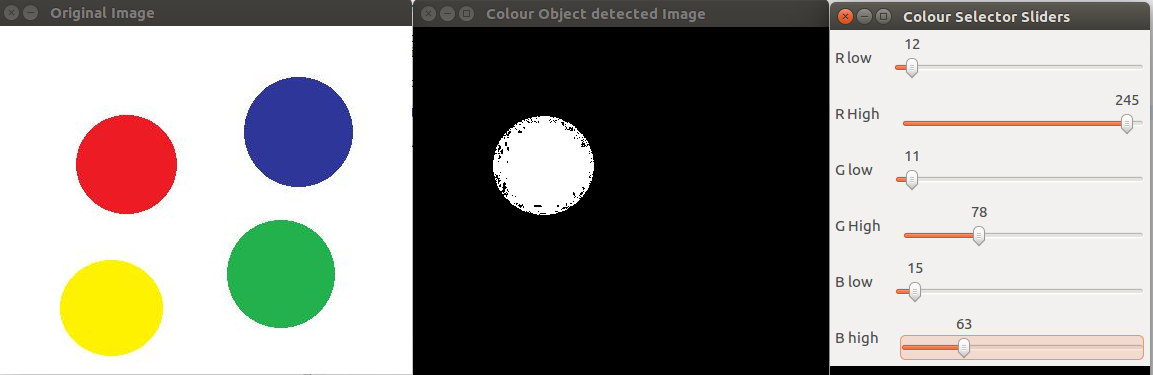 Original Image
Colour Object detected Image
Colour Selector Sliders
12
R low
245
R High
11
G low
78
G High
15
B low
63
B high